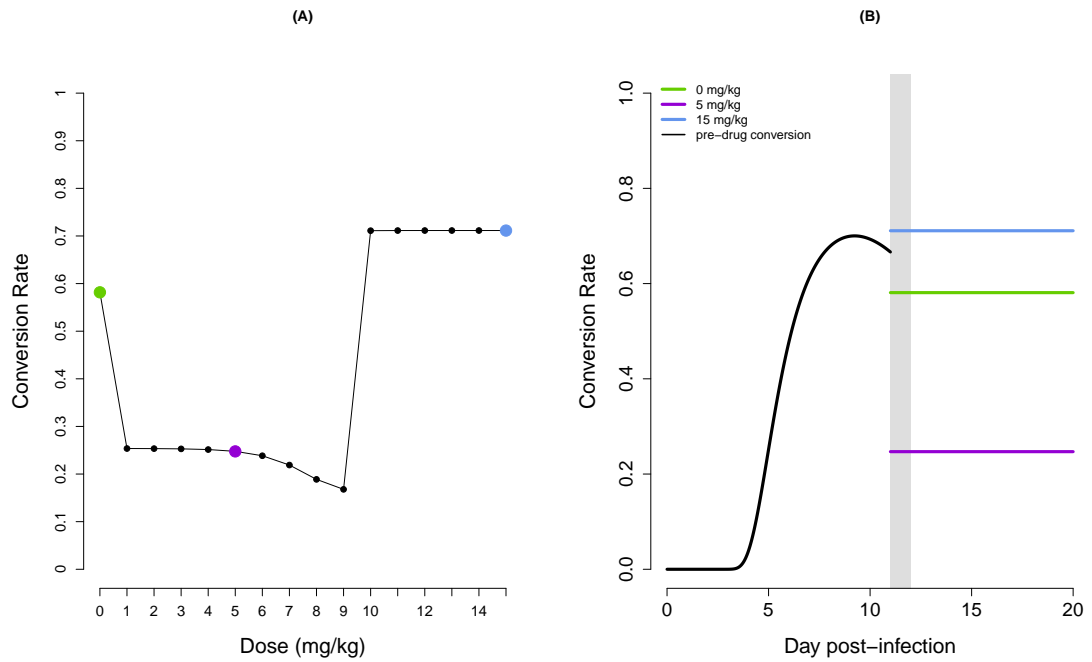 (A)
Conversion Rate
1
0.9
0.8
0.7
0.6
0.5
0.4
0.3
0.2
0.1
0
0 1 2 3 4 5 6 7 8 9 10 12 14
Dose (mg/kg)
(B)
Conversion Rate
1.0
0.8
0.6
0.4
0.2
0.0
0 mg/kg
5 mg/kg
15 mg/kg
pre−drug conversion
0 5 10 15 20
Day post−infection